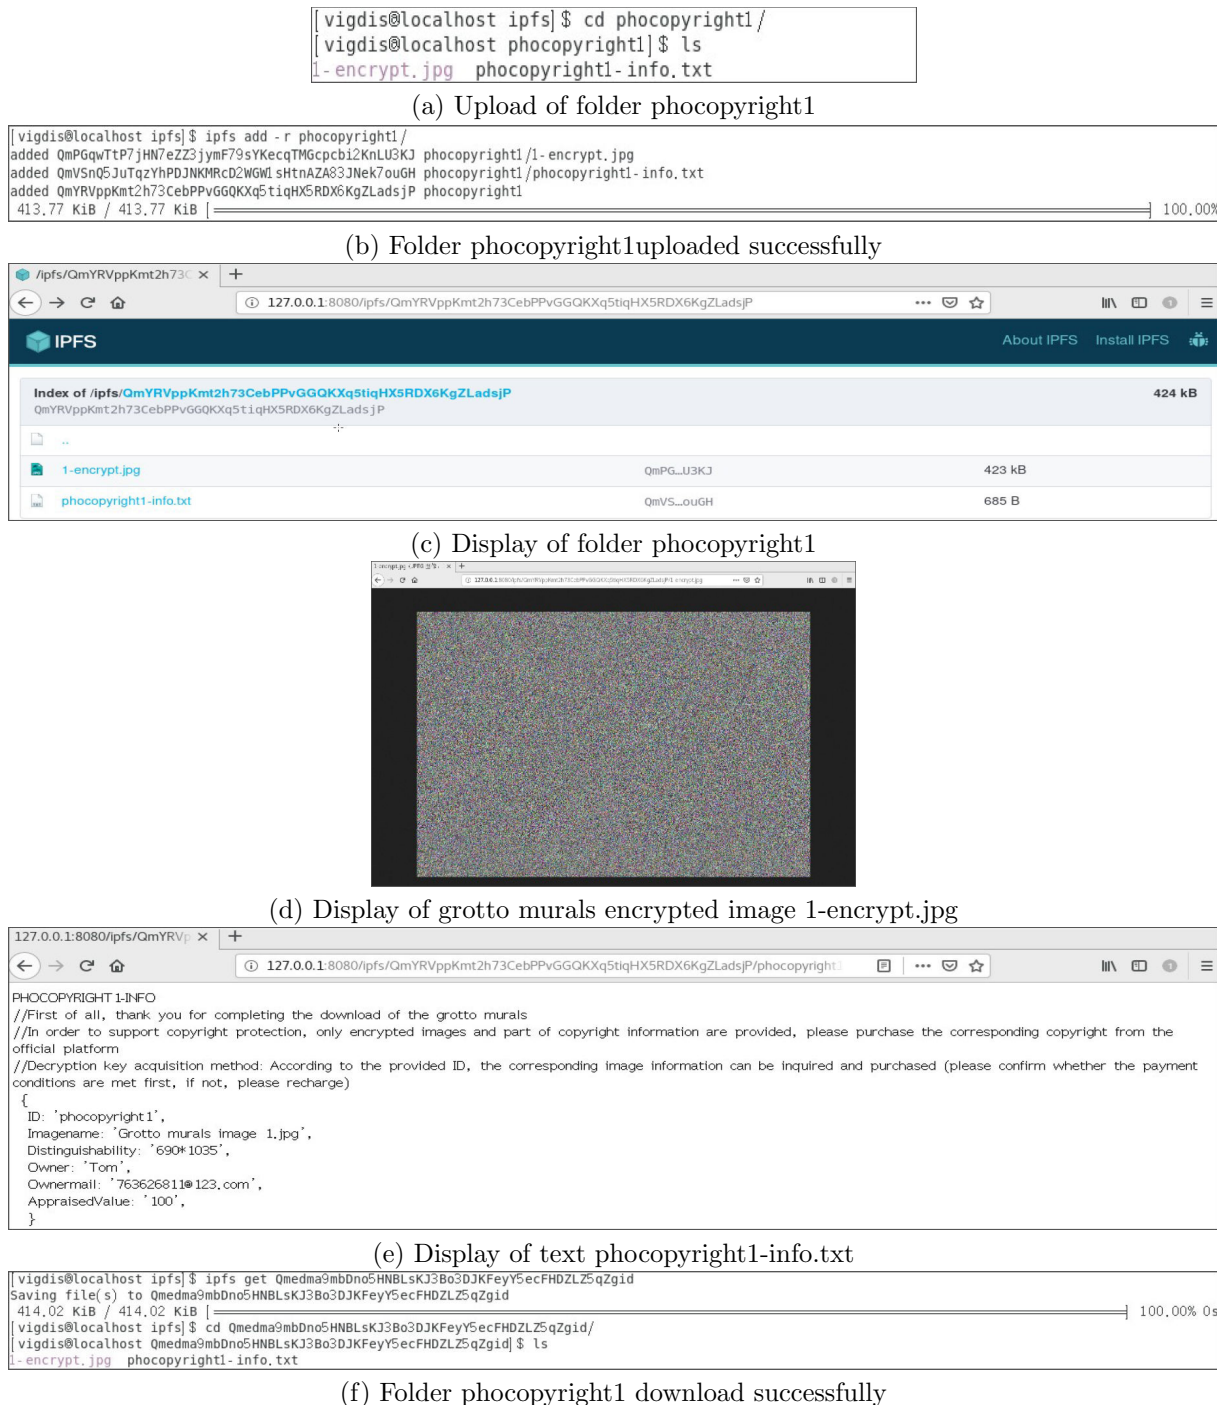 [vigdis@localhost ipfs]$ cd phocopyright1/
[vigdis@localhost phocopyright1]$ ls
1-encrypt.jpg phocopyright1-info.txt
(a) Upload of folder phocopyright1
[vigdis@localhost ipfs]$ ipfs add -r phocopyright1/
added QmPGqwTtP7jHN7eZZ3jymF79sYKecqTMGcpcbi2KnLU3KJ phocopyright1/1-encrypt.jpg
added QmVSnQ5JuTqzYhPDJNKMRcD2WGW1sHtnAZA83JNek7ouGH phocopyright1/phocopyright1-info.txt
added QmYRVppKmt2h73CebPPvGGQKXq5tiqHX5RDX6KgZLadsjP phocopyright1
413.77 KiB / 413.77 KiB [ ] 100.00%
(b) Folder phocopyright1uploaded successfully
/ipfs/QmYRVppKmt2h73C × +
127.0.0.1:8080/ipfs/QmYRVppKmt2h73CebPPvGGQKXq5tiqHX5RDX6KgZLadsjP
IPFS About IPFS Install IPFS
Index of /ipfs/QmYRVppKmt2h73CebPPvGGQKXq5tiqHX5RDX6KgZLadsjP 424 kB
QmYRVppKmt2h73CebPPvGGQKXq5tiqHX5RDX6KgZLadsjP
..
1-encrypt.jpg QmPG…U3KJ 423 kB
phocopyright1-info.txt QmVS…ouGH 685 B
(c) Display of folder phocopyright1
(d) Display of grotto murals encrypted image 1-encrypt.jpg
127.0.0.1:8080/ipfs/QmYRVp × +
127.0.0.1:8080/ipfs/QmYRVppKmt2h73CebPPvGGQKXq5tiqHX5RDX6KgZLadsjP/phocopyright1
PHOCOPYRIGHT1-INFO
//First of all, thank you for completing the download of the grotto murals
//In order to support copyright protection, only encrypted images and part of copyright information are provided, please purchase the corresponding copyright from the
official platform
//Decryption key acquisition method: According to the provided ID, the corresponding image information can be inquired and purchased (please confirm whether the payment
conditions are met first, if not, please recharge)
{
ID: 'phocopyright1',
Imagename: 'Grotto murals image 1.jpg',
Distinguishability: '690*1035',
Owner: 'Tom',
Ownermail: '763626811@123.com',
AppraisedValue: '100',
}
(e) Display of text phocopyright1-info.txt
[vigdis@localhost ipfs]$ ipfs get Qmedma9mbDno5HNBLsKJ3Bo3DJKFeyY5ecFHDZLZ5qZgid
Saving file(s) to Qmedma9mbDno5HNBLsKJ3Bo3DJKFeyY5ecFHDZLZ5qZgid
414.02 KiB / 414.02 KiB [ ] 100.00% 0s
[vigdis@localhost ipfs]$ cd Qmedma9mbDno5HNBLsKJ3Bo3DJKFeyY5ecFHDZLZ5qZgid/
[vigdis@localhost Qmedma9mbDno5HNBLsKJ3Bo3DJKFeyY5ecFHDZLZ5qZgid]$ ls
1-encrypt.jpg phocopyright1-info.txt
(f) Folder phocopyright1 download successfully